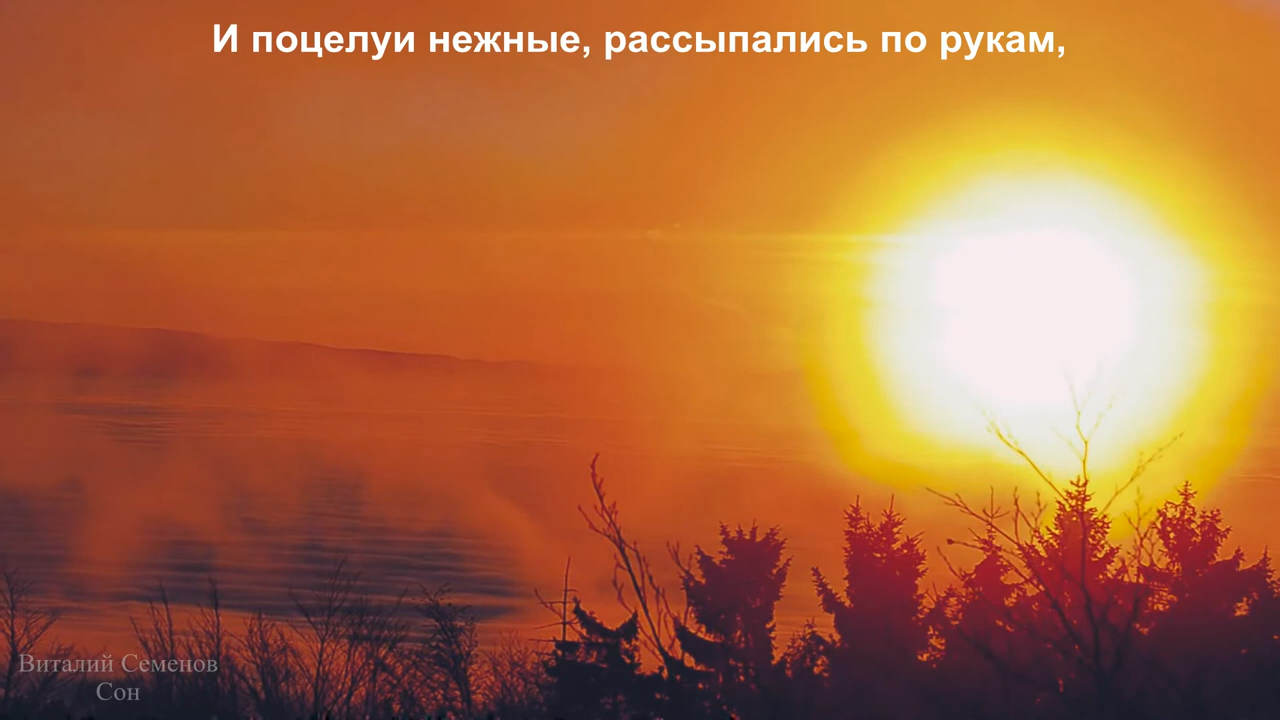 И поцелуи нежные, рассыпались по рукам,
Виталий Семенов
Сон